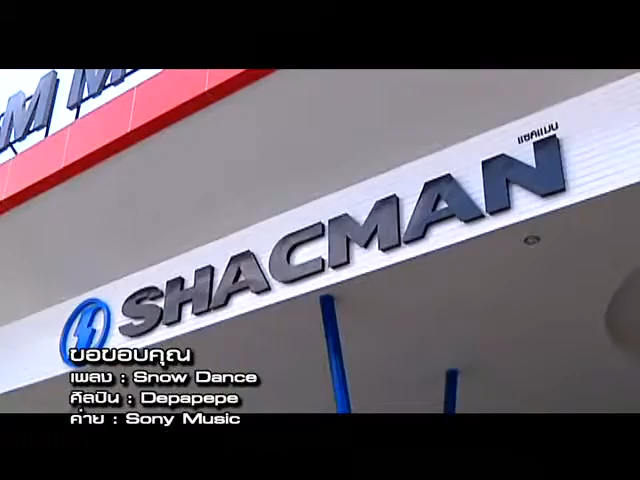 แชคแมน
SHACMAN
ขอขอบคุณ
เพลง : Snow Dance
ศิลปิน : Depapepe
ค่าย : Sony Music